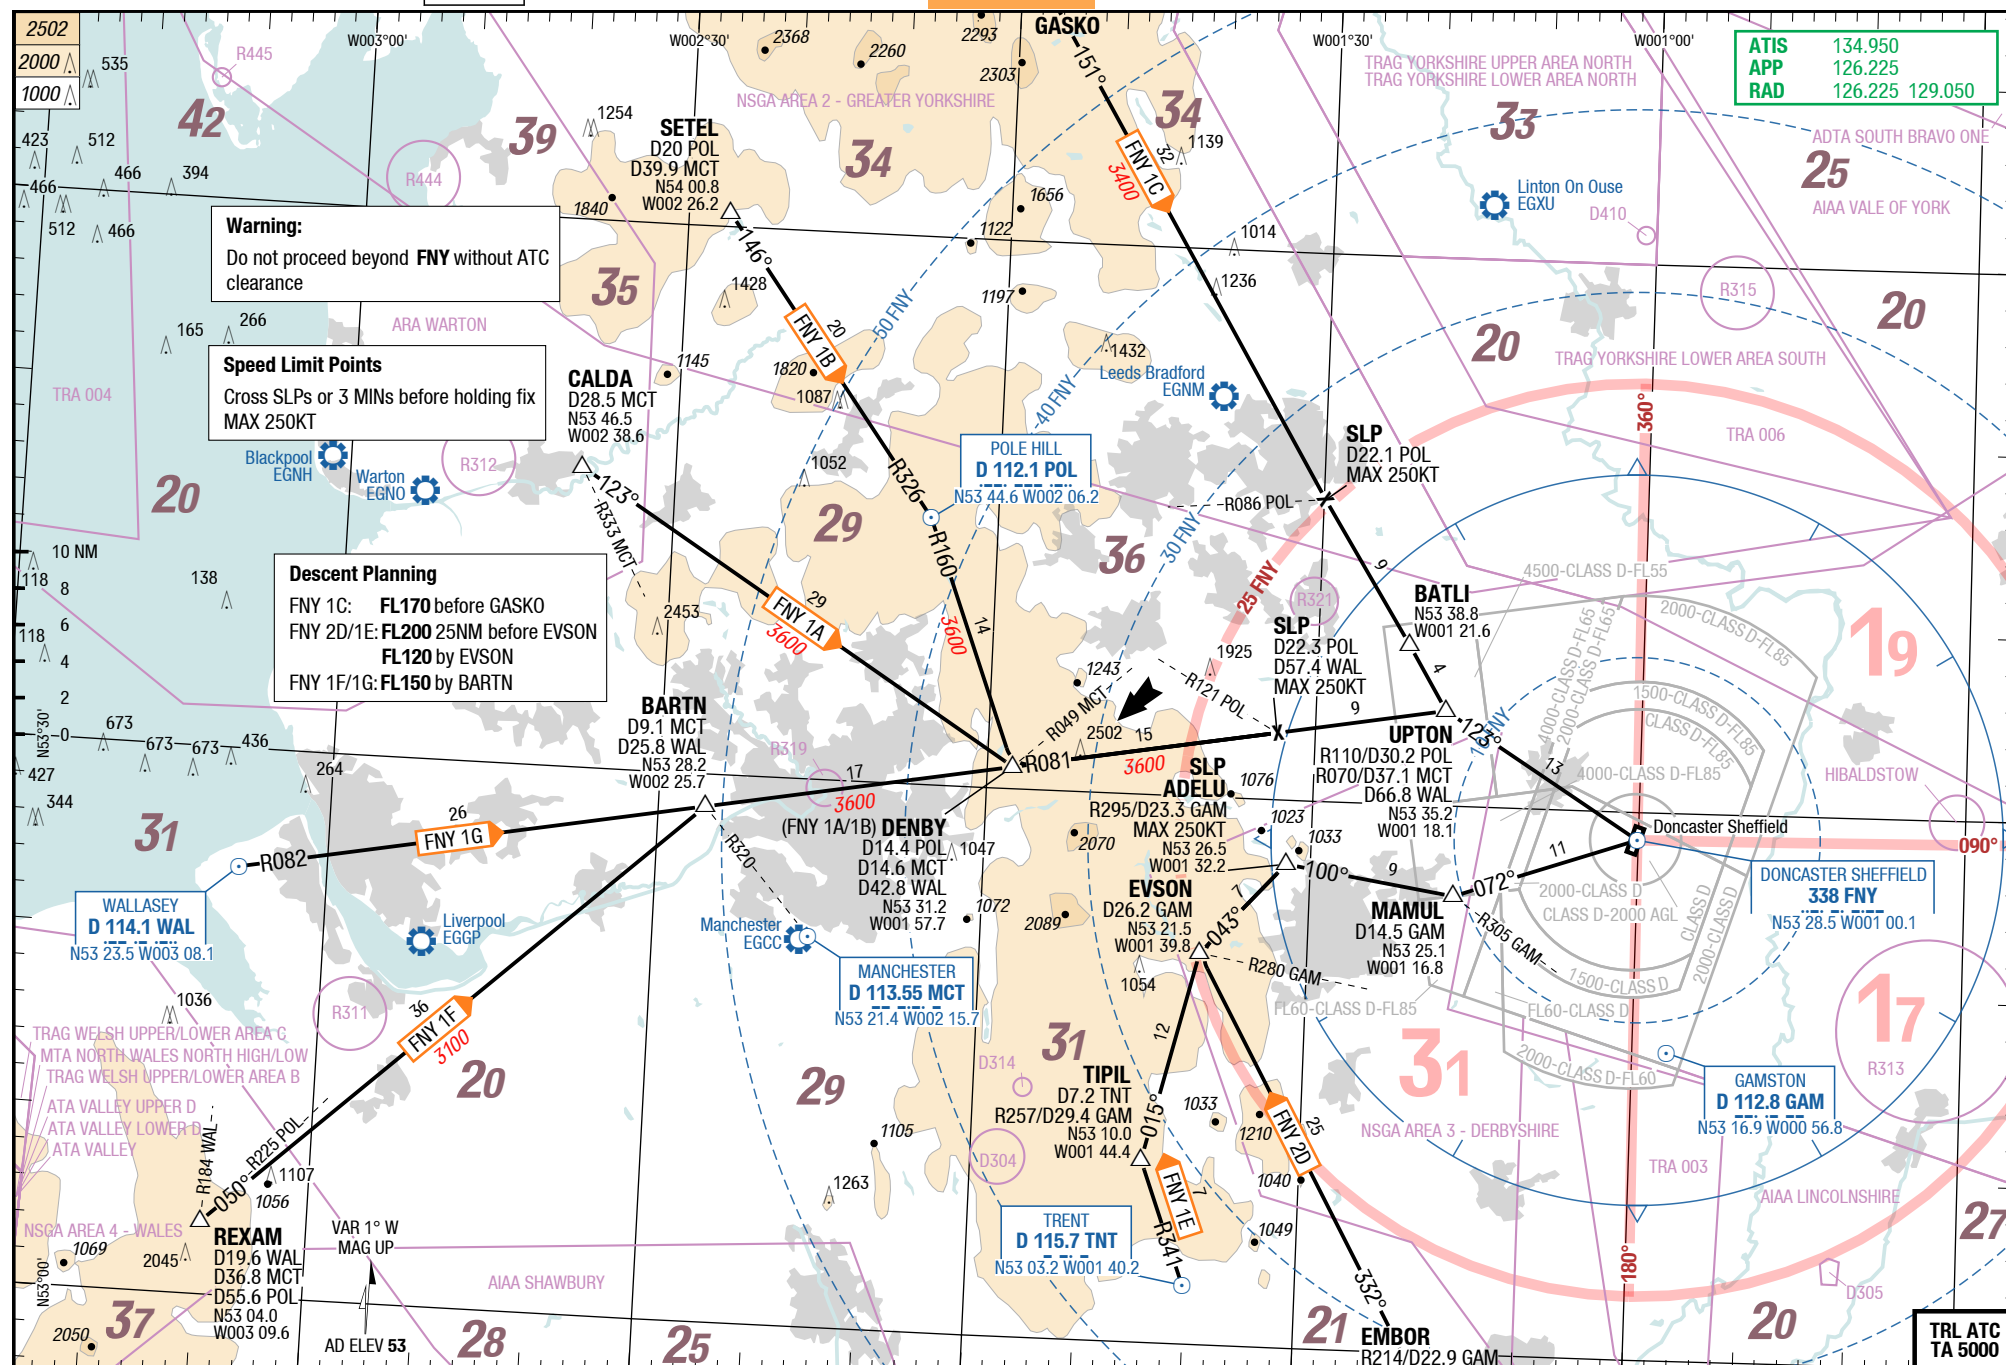 2502
2000
1000
W003°00'
W002°30'
GASKO
W001°30'
W001°00'
ATIS 134.950
APP 126.225
RAD 126.225 129.050
535
R445
42
39
1254
2368
2260
2293
2303
NSGA AREA 2 - GREATER YORKSHIRE
34
151°
34
FNY 1C
32
3400
1139
TRAG YORKSHIRE UPPER AREA NORTH
TRAG YORKSHIRE LOWER AREA NORTH
33
ADTA SOUTH BRAVO ONE
25
AIAA VALE OF YORK
423
512
466
466
394
512
466
R444
SETEL
D20 POL
D39.9 MCT
N54 00.8
W002 26.2
1840
146°
1656
1122
1014
1236
Linton On Ouse
EGXU
D410
R315
20
Warning:
Do not proceed beyond FNY without ATC
clearance
35
1428
1197
50 FNY
20
FNY 1B
ARA WARTON
165
266
Speed Limit Points
Cross SLPs or 3 MINs before holding fix
MAX 250KT
TRA 004
CALDA
D28.5 MCT
N53 46.5
W002 38.6
1145
1820
1087
1432
40 FNY
Leeds Bradford
EGNM
20
TRAG YORKSHIRE LOWER AREA SOUTH
360°
TRA 006
Blackpool
EGNH
Warton
EGNO
R312
20
123°
R333 MCT
1052
R326
POLE HILL
D 112.1 POL
N53 44.6 W002 06.2
SLP
D22.1 POL
MAX 250KT
R086 POL
29
R160
36
30 FNY
10 NM
8
6
4
2
0
N53°30'
118
138
118
Descent Planning
FNY 1C: FL170 before GASKO
FNY 2D/1E: FL200 25NM before EVSON
FL120 by EVSON
FNY 1F/1G: FL150 by BARTN
2453
29
FNY 1A
3600
14
3600
25 FNY
R321
9
BATLI
N53 38.8
W001 21.6
4500-CLASS D-FL55
4000-CLASS D-FL65
2000-CLASS D-FL65
2000-CLASS D-FL85
1500-CLASS D-FL85
CLASS D-FL85
4000-CLASS D-FL85
19
SLP
D22.3 POL
D57.4 WAL
MAX 250KT
1925
1243
R049 MCT
R121 POL
4
9
673
673
673
436
427
344
264
31
BARTN
D9.1 MCT
D25.8 WAL
N53 28.2
W002 25.7
R319
17
3600
R081
2502
15
3600
UPTON
R110/D30.2 POL
R070/D37.1 MCT
D66.8 WAL
N53 35.2
W001 18.1
123°
13
HIBALDSTOW
SLP
ADELU
R295/D23.3 GAM
MAX 250KT
N53 26.5
W001 32.2
1076
1023
1033
26
FNY 1G
R082
R320
(FNY 1A/1B) DENBY
D14.4 POL
D14.6 MCT
D42.8 WAL
N53 31.2
W001 57.7
1047
1072
2070
2089
Doncaster Sheffield
090°
WALLASEY
D 114.1 WAL
N53 23.5 W003 08.1
Liverpool
EGGP
Manchester
EGCC
MANCHESTER
D 113.55 MCT
N53 21.4 W002 15.7
EVSON
D26.2 GAM
N53 21.5
W001 39.8
7
043°
100°
9
072°
11
MAMUL
D14.5 GAM
N53 25.1
W001 16.8
2000-CLASS D
CLASS D-2000 AGL
CLASS D
2000-CLASS D
R305 GAM
R280 GAM
1500-CLASS D
FL60-CLASS D-FL85
FL60-CLASS D
2000-CLASS D-FL60
DONCASTER SHEFFIELD
338 FNY
N53 28.5 W001 00.1
1054
1036
R311
36
FNY 1F
3100
20
29
31
D314
12
31
17
R313
TRAG WELSH UPPER/LOWER AREA C
MTA NORTH WALES NORTH HIGH/LOW
TRAG WELSH UPPER/LOWER AREA B
ATA VALLEY UPPER D
ATA VALLEY LOWER D
ATA VALLEY
TIPIL
D7.2 TNT
R257/D29.4 GAM
N53 10.0
W001 44.4
015°
1033
1210
FNY 2D
25
GAMSTON
D 112.8 GAM
N53 16.9 W000 56.8
NSGA AREA 3 - DERBYSHIRE
TRA 003
AIAA LINCOLNSHIRE
R184 WAL
050°
R225 POL
1107
1056
1105
1263
D304
FNY 1E
7
1040
1049
NSGA AREA 4 - WALES
1069
2045
REXAM
D19.6 WAL
D36.8 MCT
D55.6 POL
N53 04.0
W003 09.6
VAR 1° W
MAG UP
AIAA SHAWBURY
TRENT
D 115.7 TNT
N53 03.2 W001 40.2
R341
332°
180°
27
D305
N53°00'
37
2050
AD ELEV 53
28
25
21
EMBOR
R214/D22.9 GAM
20
TRL ATC
TA 5000